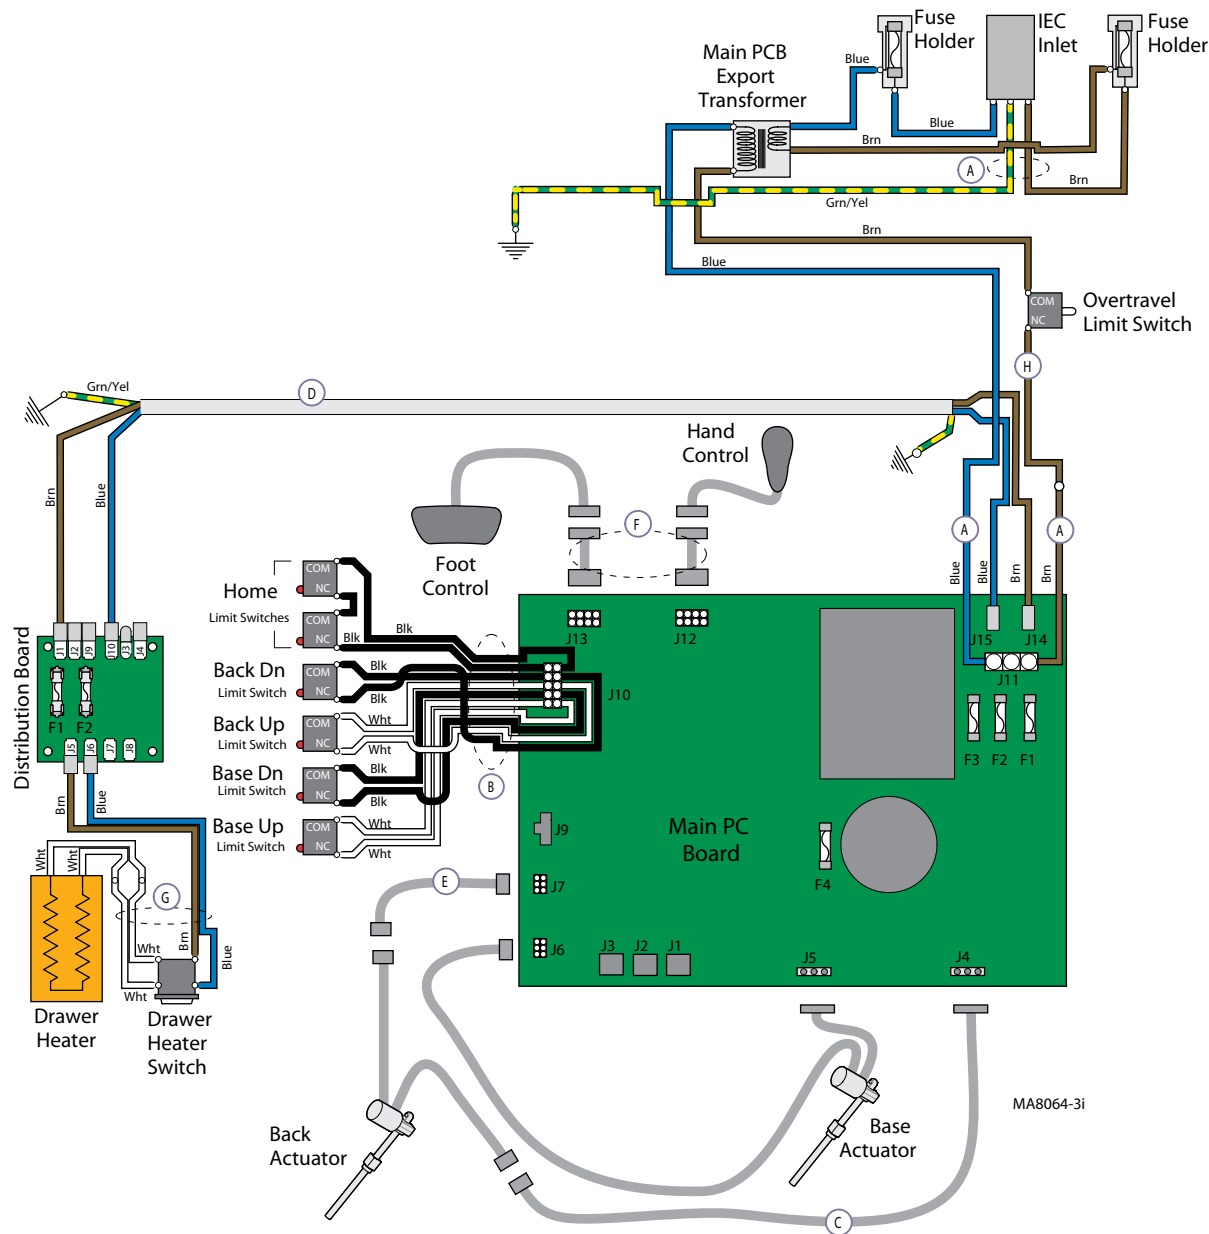 Fuse
Holder
IEC
Inlet
Fuse
Holder
Main PCB
Export
Transformer
Blue
Blue
Brn
A
Brn
Grn/Yel
Brn
Blue
COM
NC
Overtravel
Limit Switch
H
Grn/Yel
D
Hand
Control
Brn
Blue
F
A
A
Foot
Control
Blue
Blue
Brn
Brn
Home
Limit Switches
COM
NC
COM
NC
Blk
Blk
J13
J12
J15
J14
J11
Back Dn
Limit Switch
COM
NC
Blk
Blk
J10
Back Up
Limit Switch
COM
NC
Wht
Wht
Base Dn
Limit Switch
COM
NC
Blk
Blk
B
Base Up
Limit Switch
COM
NC
Wht
Wht
F3
F2
F1
Distribution Board
J1
J2
J9
J10
J3
J4
F1
F2
J5
J6
J7
J8
Brn
Blue
J9
Main PC
Board
F4
Wht
Wht
G
E
J7
J6
J3
J2
J1
J5
J4
Wht
Brn
Blue
Wht
Drawer
Heater
Drawer
Heater
Switch
Back
Actuator
Base
Actuator
MA8064-3i
C